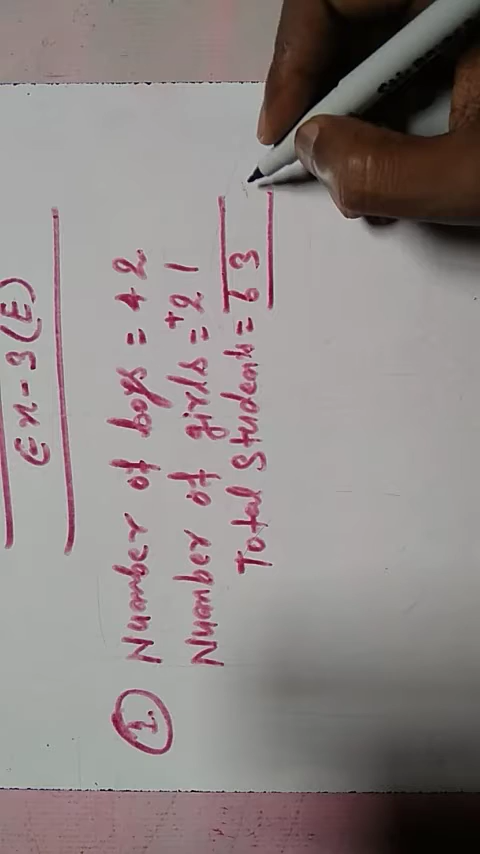 Ex-3(E)
1. Number of boys = 42
Number of girls = +21
Total Students = 63